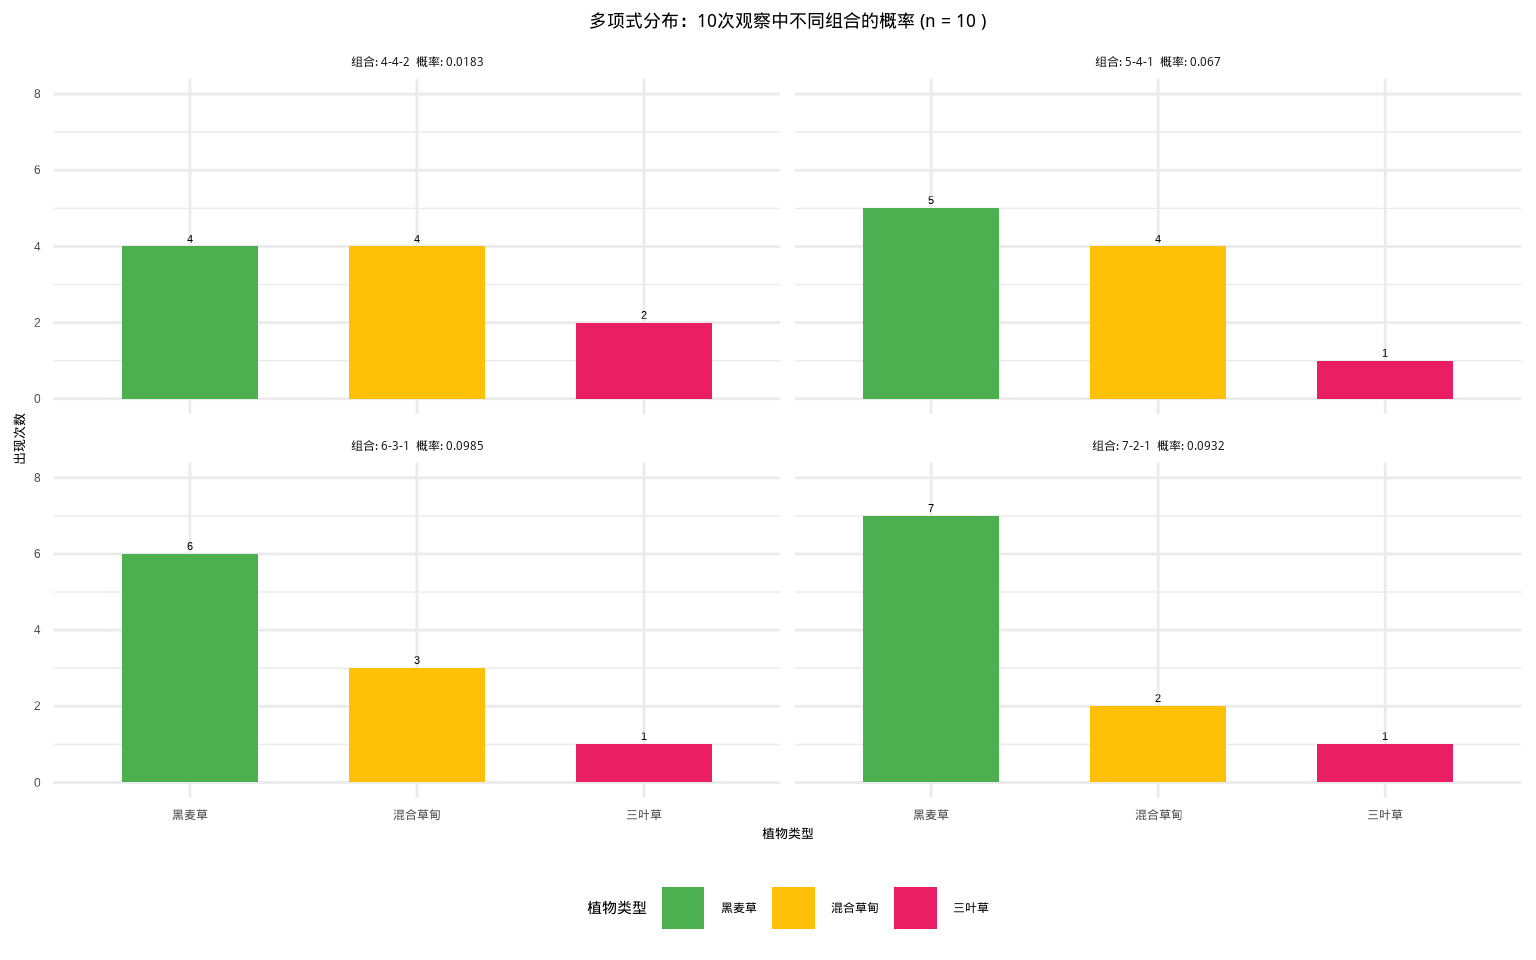 多项式分布：10次观察中不同组合的概率 (n = 10 )
组合: 4-4-2 概率: 0.0183
组合: 5-4-1 概率: 0.067
8
6
4
2
0
4
4
2
5
4
1
出现次数
组合: 6-3-1 概率: 0.0985
组合: 7-2-1 概率: 0.0932
8
6
4
2
0
6
3
1
7
2
1
黑麦草 混合草甸 三叶草 黑麦草 混合草甸 三叶草
植物类型
植物类型 黑麦草 混合草甸 三叶草